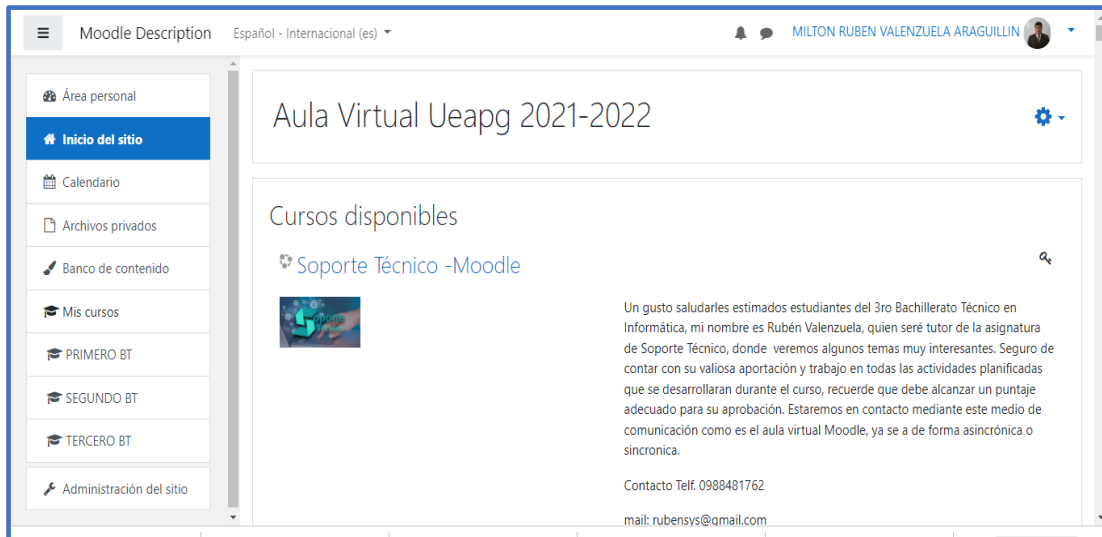 Moodle Description
Español - Internacional (es)
MILTON RUBEN VALENZUELA ARAGUILLIN
Área personal
Inicio del sitio
Calendario
Archivos privados
Banco de contenido
Mis cursos
PRIMERO BT
SEGUNDO BT
TERCERO BT
Administración del sitio
Aula Virtual Ueapg 2021-2022
Cursos disponibles
Soporte Técnico -Moodle
Soporte
Técnico
Un gusto saludarles estimados estudiantes del 3ro Bachillerato Técnico en
Informática, mi nombre es Rubén Valenzuela, quien seré tutor de la asignatura
de Soporte Técnico, donde veremos algunos temas muy interesantes. Seguro de
contar con su valiosa aportación y trabajo en todas las actividades planificadas
que se desarrollaran durante el curso, recuerde que debe alcanzar un puntaje
adecuado para su aprobación. Estaremos en contacto mediante este medio de
comunicación como es el aula virtual Moodle, ya se a de forma asincrónica o
sincronica.
Contacto Telf. 0988481762
mail: rubensys@gmail.com